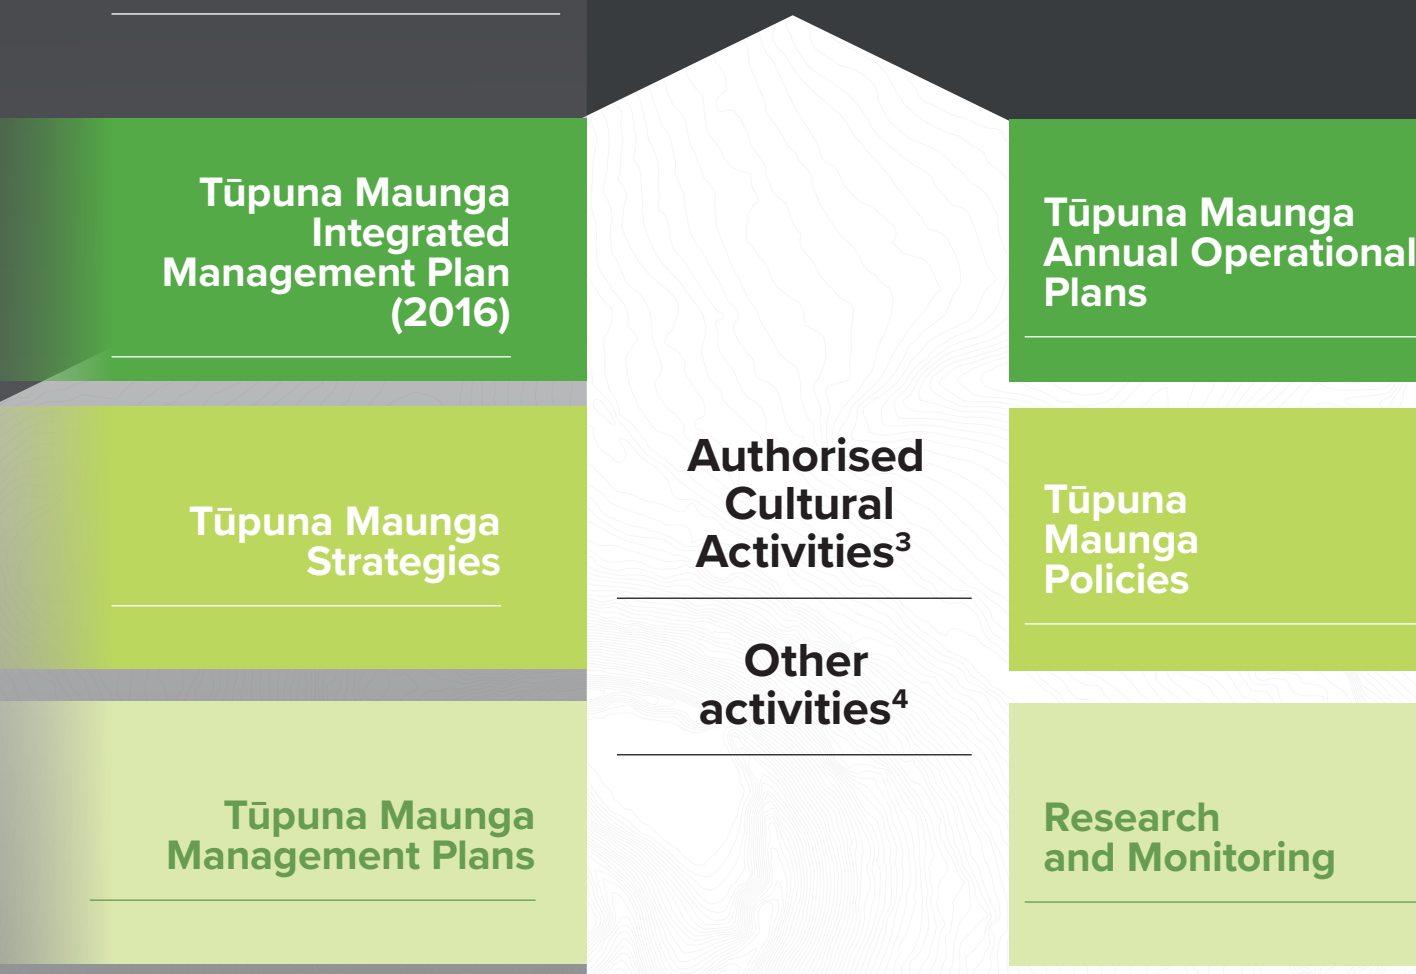 Tūpuna Maunga
Integrated
Management Plan
(2016)
Tūpuna Maunga
Strategies
Tūpuna Maunga
Management Plans
Authorised
Cultural
Activities³
Other
activities⁴
Tūpuna Maunga
Annual Operational
Plans
Tūpuna
Maunga
Policies
Research
and Monitoring